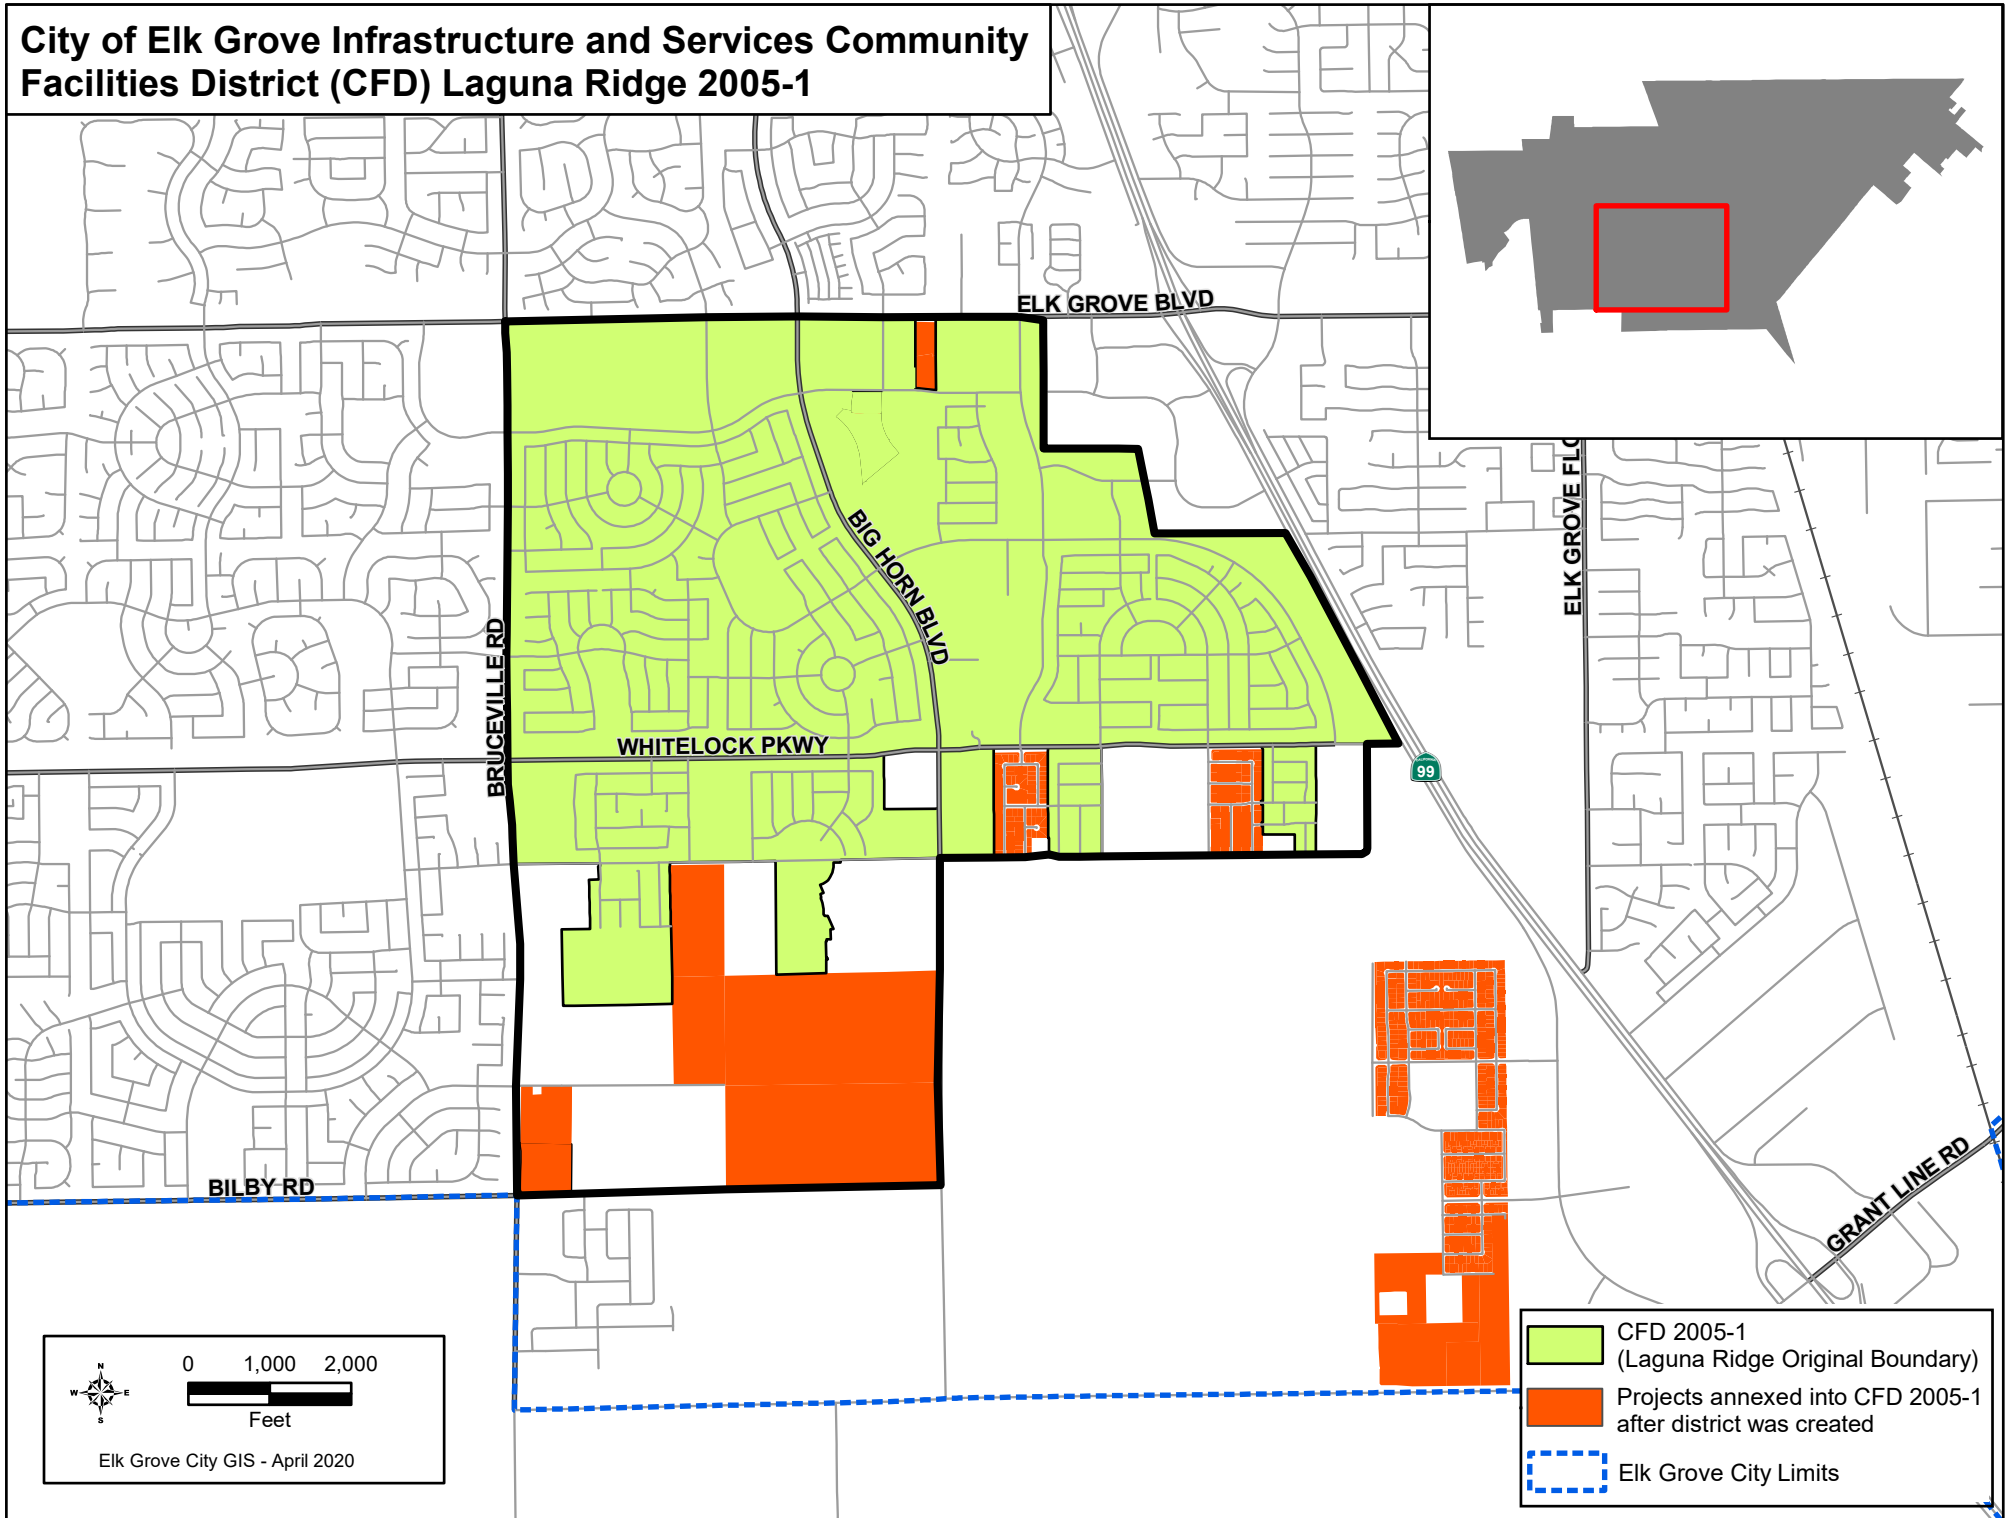 City of Elk Grove Infrastructure and Services Community
Facilities District (CFD) Laguna Ridge 2005-1
ELK GROVE BLVD
ELK GROVE FLO
BIG HORN BLVD
BRUCEVILLE RD
WHITELOCK PKWY
99
BILBY RD
GRANT LINE RD
N
W E
S
0 1,000 2,000
Feet
Elk Grove City GIS - April 2020
CFD 2005-1
(Laguna Ridge Original Boundary)
Projects annexed into CFD 2005-1
after district was created
Elk Grove City Limits